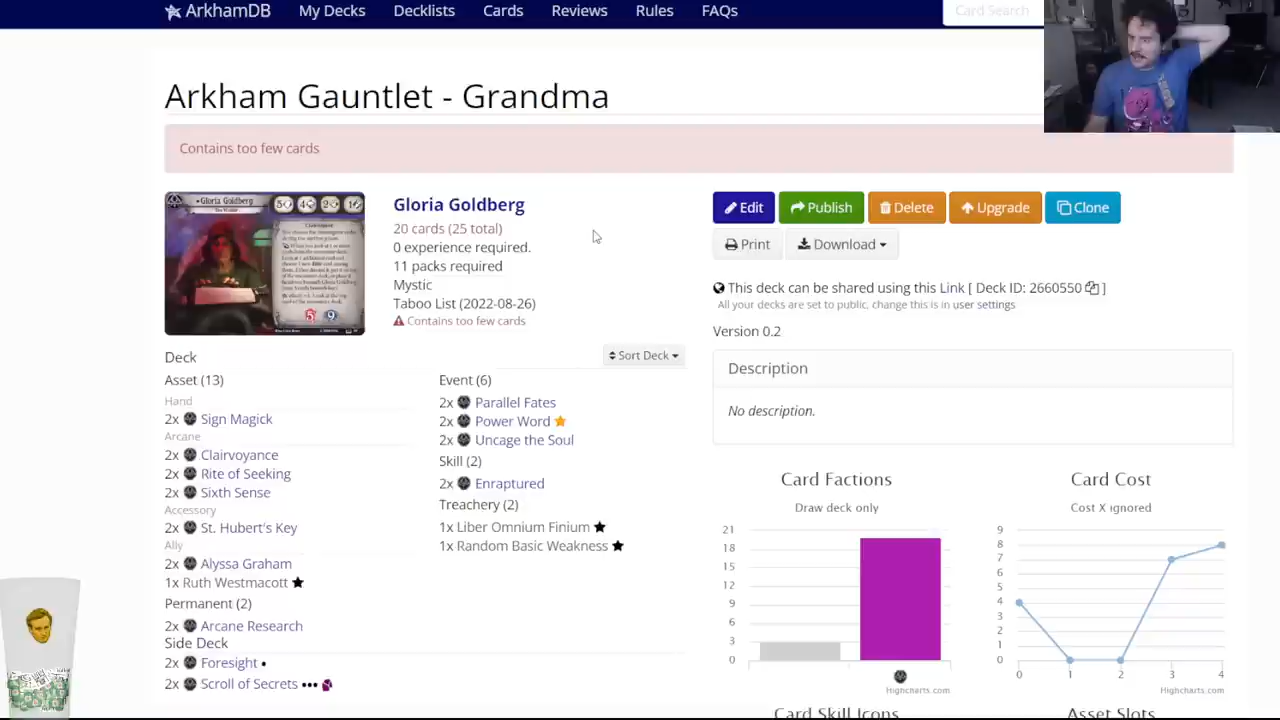 ArkhamDB My Decks Decklists Cards Reviews Rules FAQs Card Search
Arkham Gauntlet - Grandma
Contains too few cards
Gloria Goldberg
20 cards (25 total)
0 experience required.
11 packs required
Mystic
Taboo List (2022-08-26)
Contains too few cards
Edit Publish Delete Upgrade Clone
Print Download
This deck can be shared using this Link [ Deck ID: 2660550 ]
All your decks are set to public, change this in user settings
Version 0.2
Description
No description.
Sort Deck
Deck
Asset (13)
Hand
2x Sign Magick
Arcane
2x Clairvoyance
2x Rite of Seeking
2x Sixth Sense
Accessory
2x St. Hubert's Key
Ally
2x Alyssa Graham
1x Ruth Westmacott
Permanent (2)
2x Arcane Research
Side Deck
2x Foresight
2x Scroll of Secrets
Event (6)
2x Parallel Fates
2x Power Word
2x Uncage the Soul
Skill (2)
2x Enraptured
Treachery (2)
1x Liber Omnium Finium
1x Random Basic Weakness
Card Factions
Draw deck only
21
18
15
12
9
6
3
0
Highcharts.com
Card Cost
Cost X ignored
9
8
7
6
5
4
3
2
1
0
0 1 2 3 4
Highcharts.com
Card Skill Icons
Asset Slots